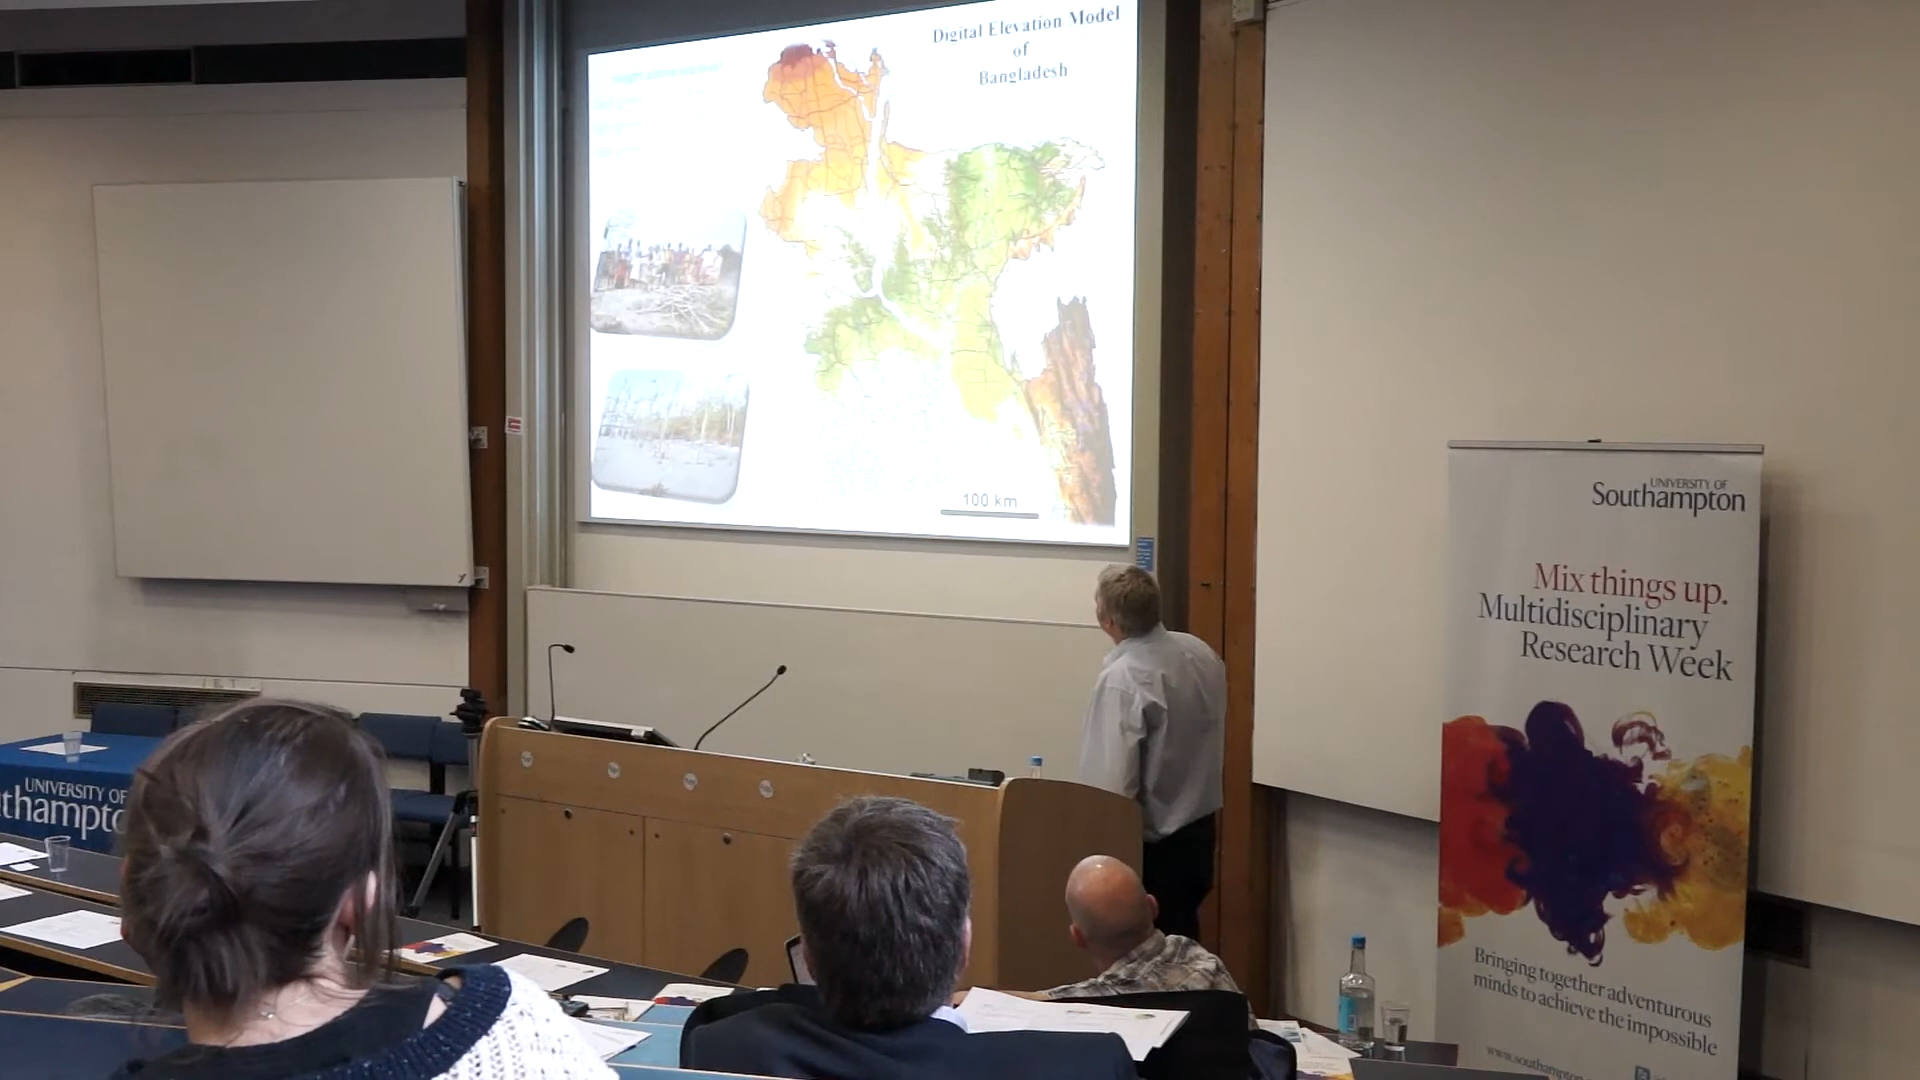 Digital Elevation Model
of
Bangladesh
100 km
UNIVERSITY OF
Southampton
Mix things up.
Multidisciplinary
Research Week
Bringing together adventurous
minds to achieve the impossible
UNIVERSITY OF